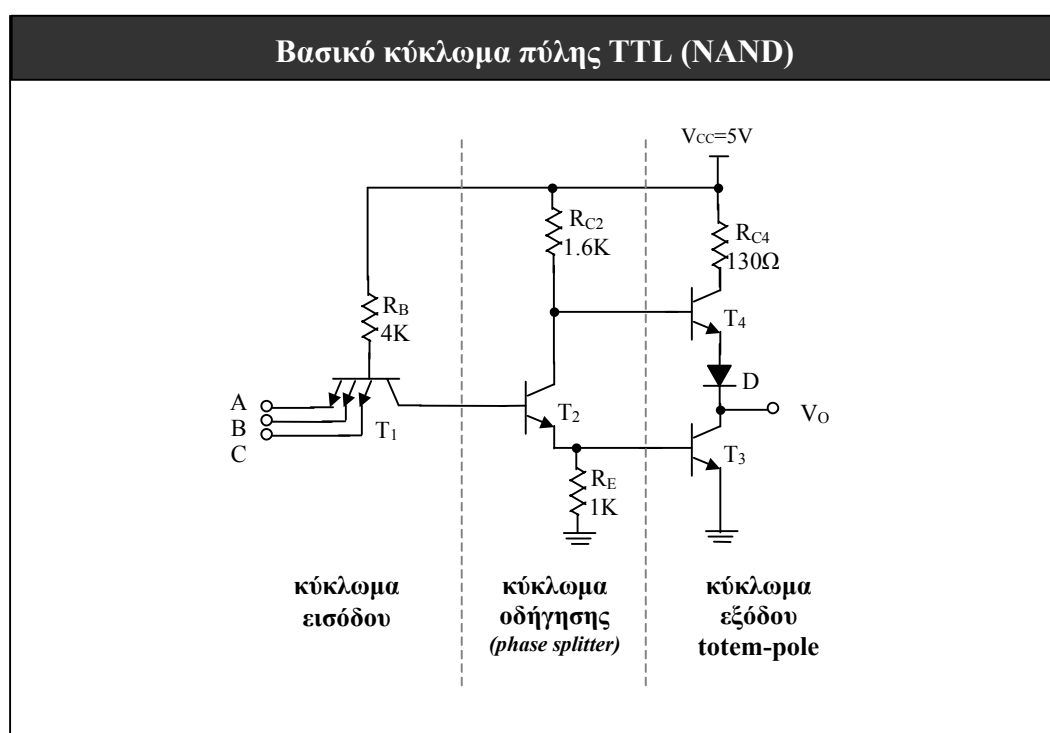 Βασικό κύκλωμα πύλης TTL (NAND)
VCC=5V
RC2
1.6K
RC4
130Ω
RB
4K
T4
D
A
B
C
T1
T2
VO
T3
RE
1K
κύκλωμα
εισόδου
κύκλωμα
οδήγησης
(phase splitter)
κύκλωμα
εξόδου
totem-pole